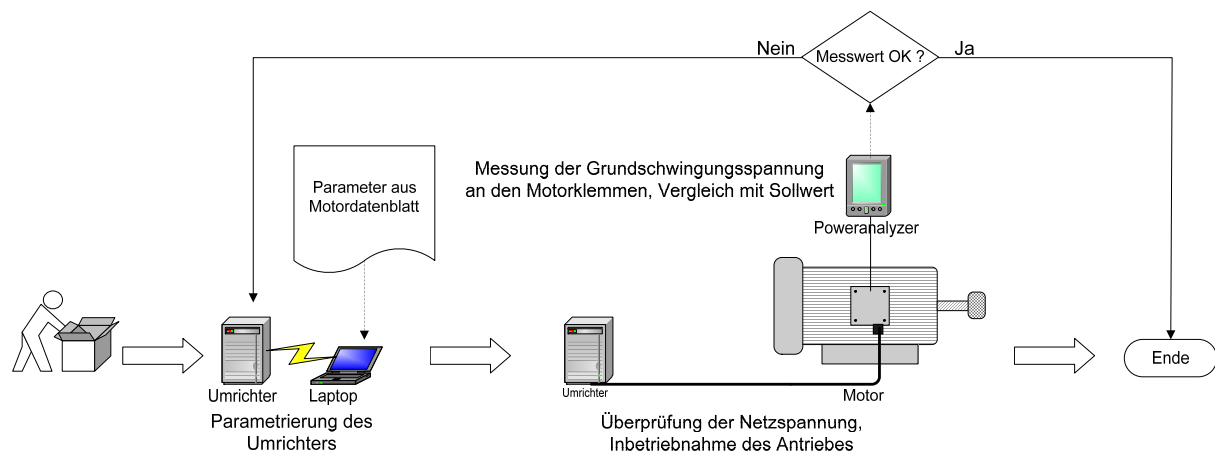 Nein
Messwert OK ?
Ja
Parameter aus
Motordatenblatt
Messung der Grundschwingungsspannung
an den Motorklemmen, Vergleich mit Sollwert
Poweranalyzer
Umrichter
Laptop
Parametrierung des
Umrichters
Umrichter
Motor
Überprüfung der Netzspannung,
Inbetriebnahme des Antriebes
Ende